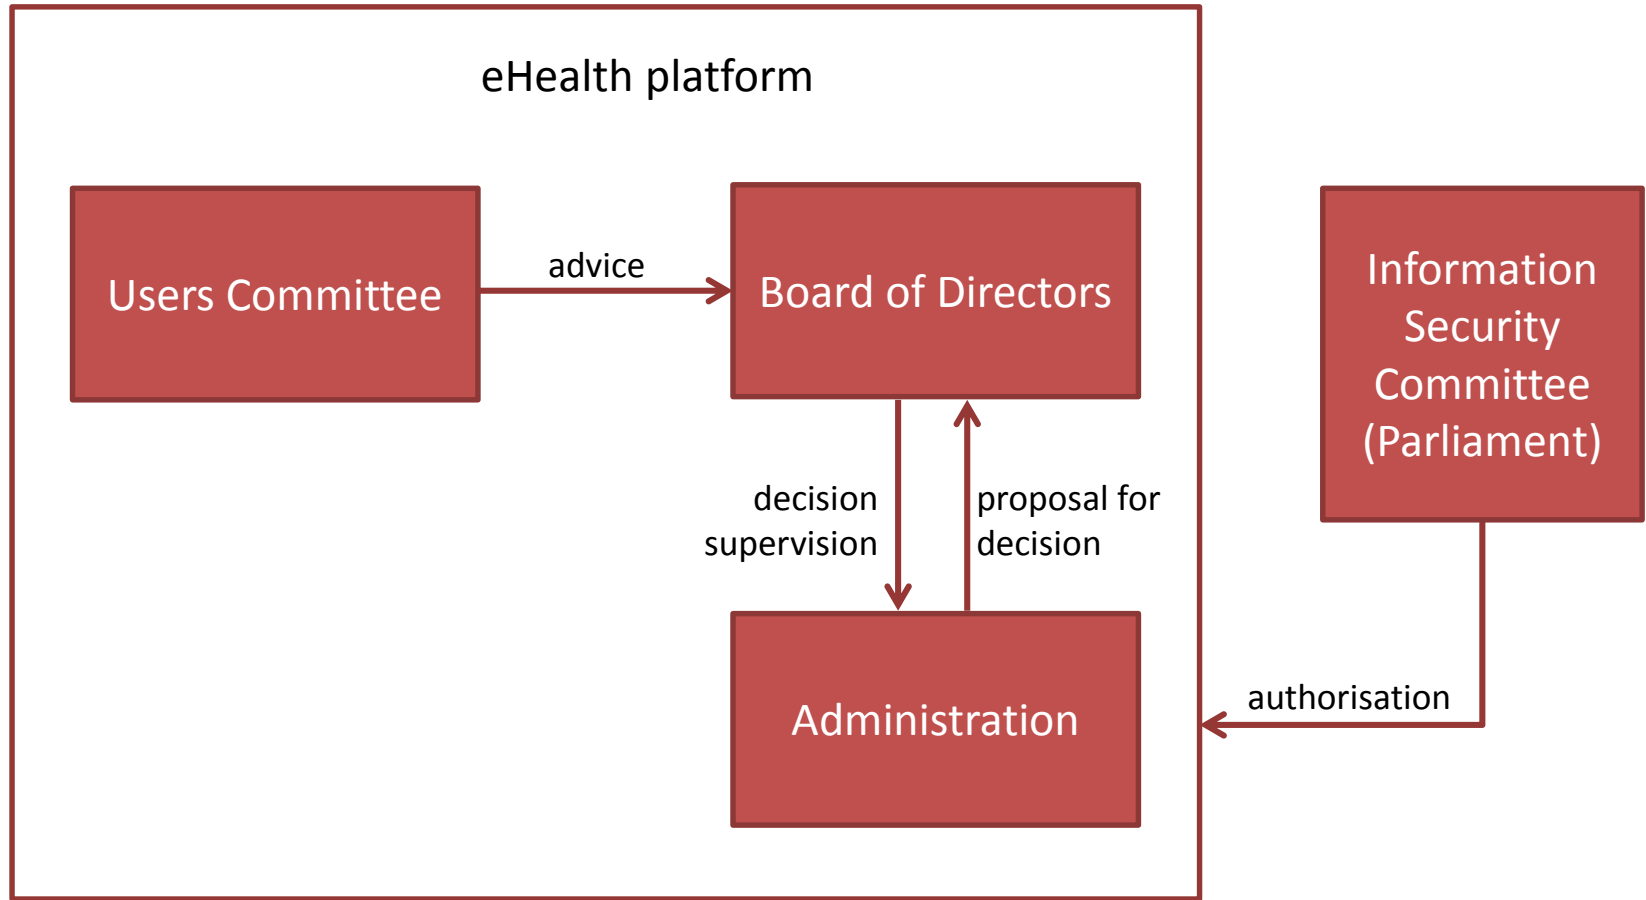 eHealth platform
Users Committee
advice
Board of Directors
Information
Security
Committee
(Parliament)
decision
supervision
proposal for
decision
Administration
authorisation